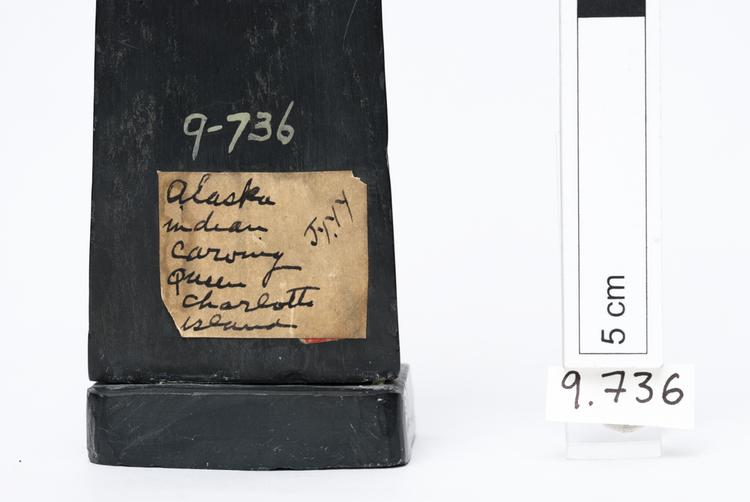 9-736
Alaska
indian
carving
Queen
Charlotte
island
5 cm
9.736